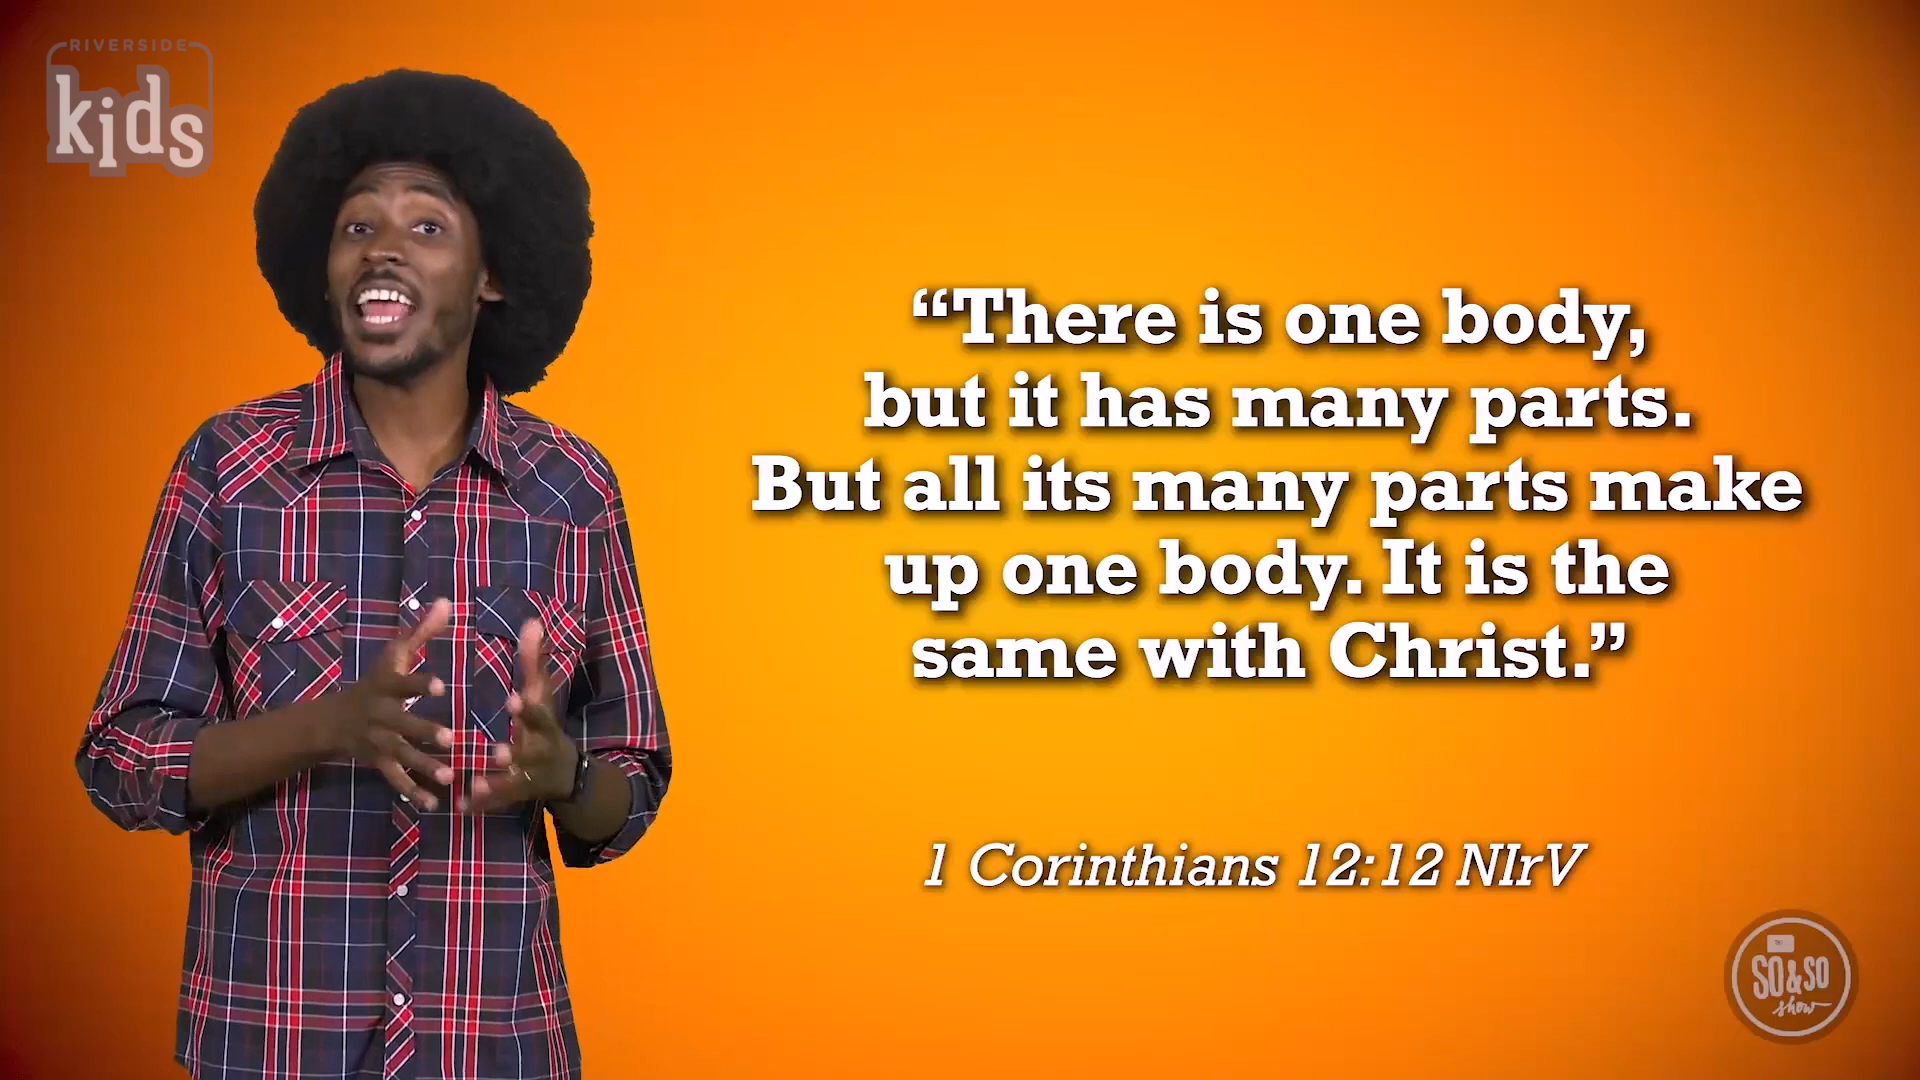 RIVERSIDE
kids
“There is one body,
but it has many parts.
But all its many parts make
up one body. It is the
same with Christ.”
1 Corinthians 12:12 NIrV
SO & SO
show